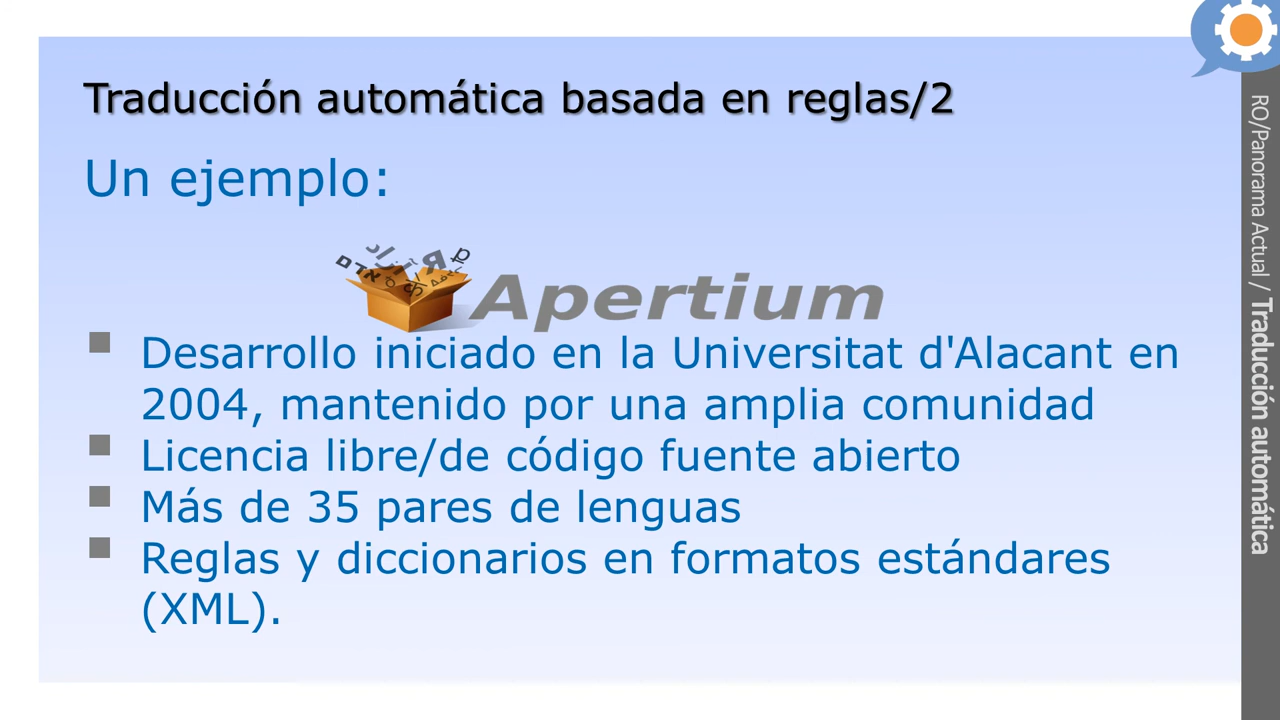 Traducción automática basada en reglas/2
Un ejemplo:
Apertium
Desarrollo iniciado en la Universitat d'Alacant en
2004, mantenido por una amplia comunidad
Licencia libre/de código fuente abierto
Más de 35 pares de lenguas
Reglas y diccionarios en formatos estándares
(XML).
RO/Panorama Actual / Traducción automática